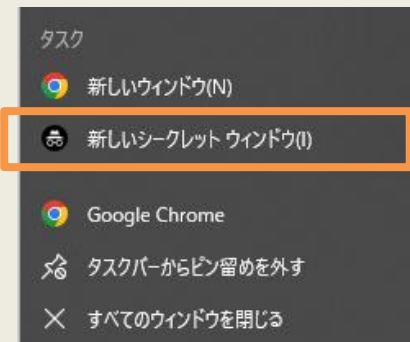 タスク
新しいウィンドウ(N)
新しいシークレット ウィンドウ(I)
Google Chrome
タスクバーからピン留めを外す
すべてのウィンドウを閉じる